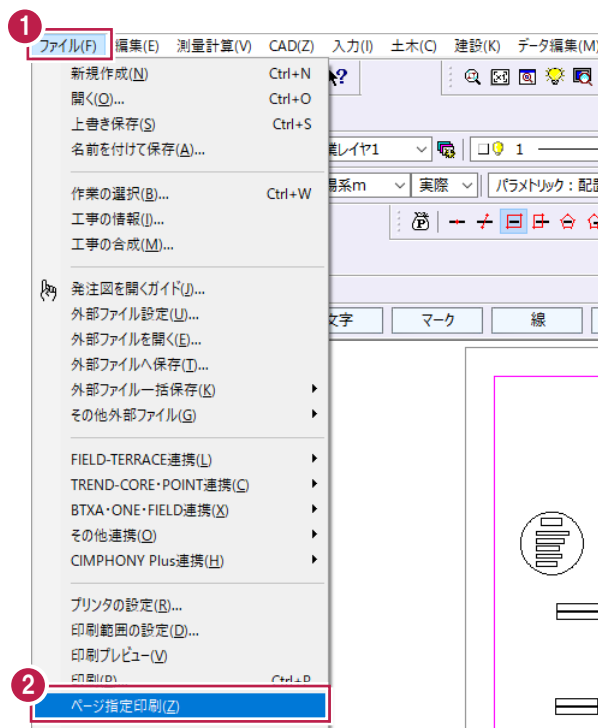 1
ファイル(F) 編集(E) 測量計算(V) CAD(Z) 入力(I) 土木(C) 建設(K) データ編集(M)
新規作成(N) Ctrl+N
開く(O)... Ctrl+O
上書き保存(S) Ctrl+S
名前を付けて保存(A)...
業レイヤ1 1
作業の選択(B)... Ctrl+W
系m 実際 パラメトリック：配
工事の情報(I)...
工事の合成(M)...
発注図を開くガイド(J)...
外部ファイル設定(U)...
文字 マーク 線
外部ファイルを開く(E)...
外部ファイルへ保存(T)...
外部ファイル一括保存(K)
その他外部ファイル(G)
FIELD-TERRACE連携(L)
TREND-CORE・POINT連携(C)
BTXA・ONE・FIELD連携(X)
その他連携(O)
CIMPHONY Plus連携(H)
プリンタの設定(R)...
印刷範囲の設定(D)...
印刷プレビュー(V)
印刷(P)... Ctrl+P
2
ページ指定印刷(Z)